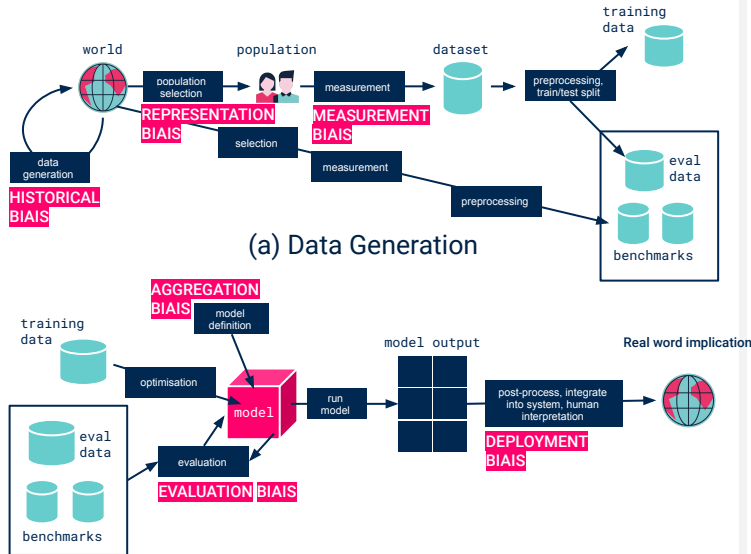 training
data
world
population
dataset
population
selection
measurement
preprocessing,
train/test split
REPRESENTATION
BIAIS
MEASUREMENT
BIAIS
selection
data
generation
measurement
eval
data
HISTORICAL
BIAIS
preprocessing
(a) Data Generation
benchmarks
AGGREGATION
BIAIS
model
definition
training
data
model output
Real word implication
optimisation
model
run
model
post-process, integrate
into system, human
interpretation
eval
data
evaluation
DEPLOYMENT
BIAIS
EVALUATION BIAIS
benchmarks